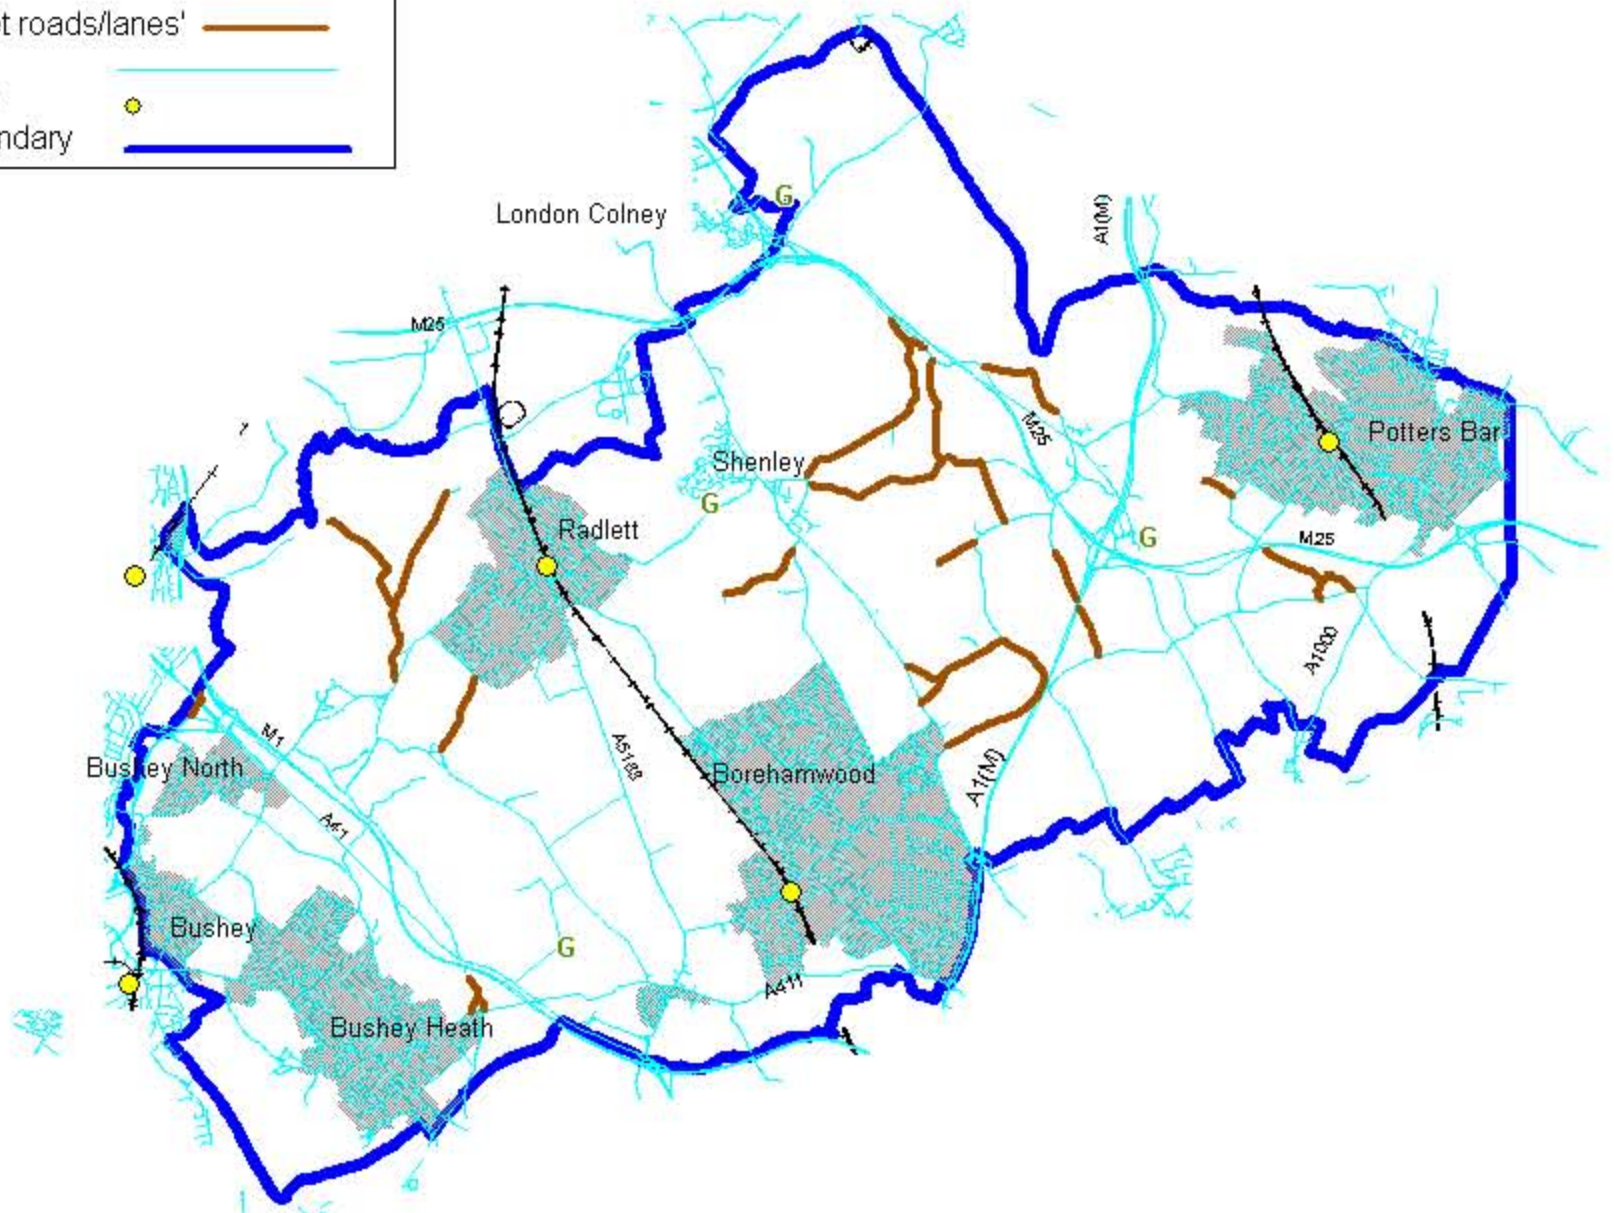 t roads/lanes'
ndary
London Colney
G
A1(M)
M25
M25
Potters Bar
Shenley
G
Radlett
G
M25
A1000
M1
Bushey North
A5183
Borehamwood
A1(M)
A41
Bushey
G
A411
Bushey Heath